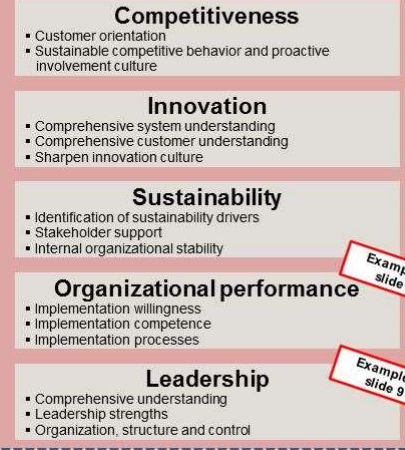 Competitiveness
▪ Customer orientation
▪ Sustainable competitive behavior and proactive
involvement culture
Innovation
▪ Comprehensive system understanding
▪ Comprehensive customer understanding
▪ Sharpen innovation culture
Sustainability
▪ Identification of sustainability drivers
▪ Stakeholder support
▪ Internal organizational stability
slide
Organizational performance
▪ Implementation willingness
▪ Implementation competence
▪ Implementation processes
Example
slide 9
Leadership
▪ Comprehensive understanding
▪ Leadership strengths
▪ Organization, structure and control